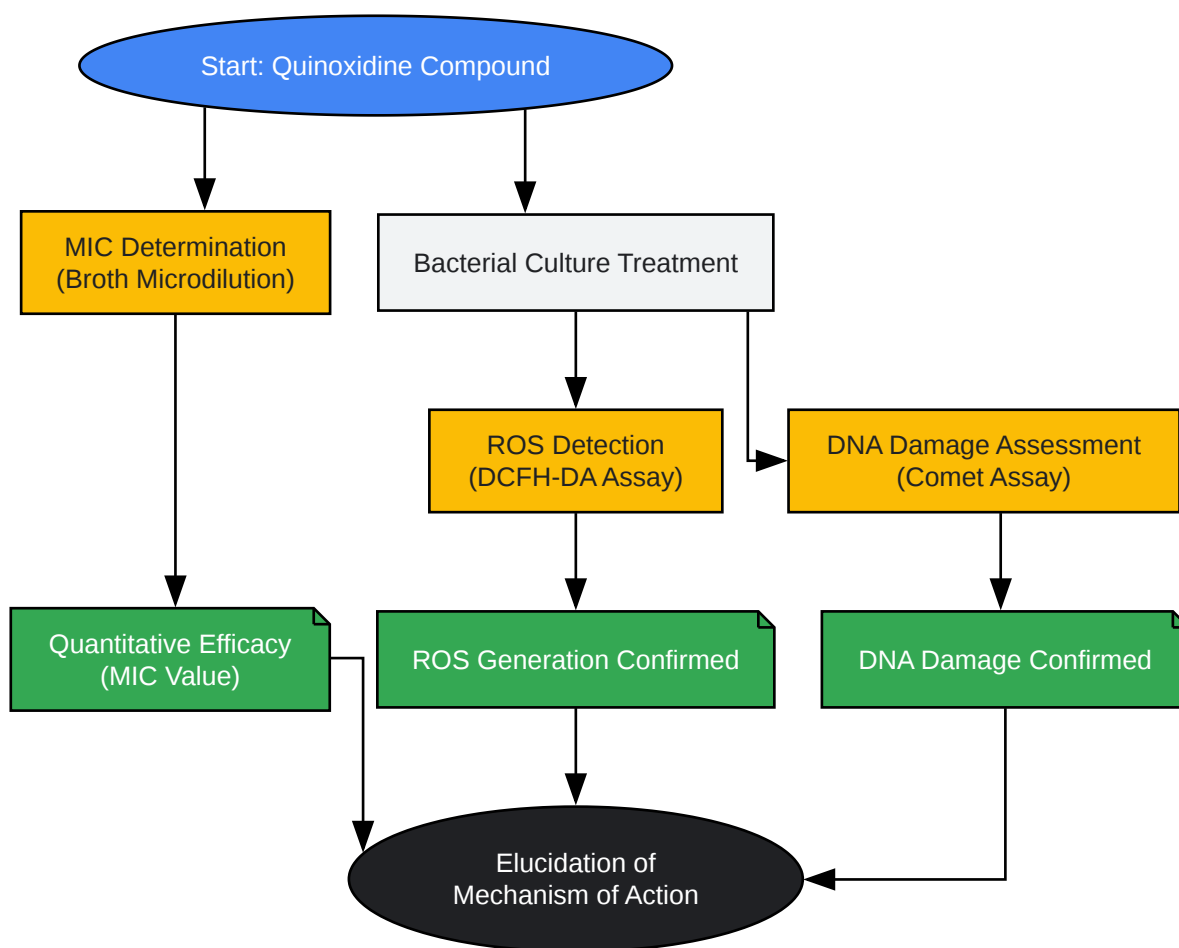 Start: Quinoxidine Compound
MIC Determination
(Broth Microdilution)
Bacterial Culture Treatment
ROS Detection
(DCFH-DA Assay)
DNA Damage Assessment
(Comet Assay)
Quantitative Efficacy
(MIC Value)
ROS Generation Confirmed
DNA Damage Confirmed
Elucidation of
Mechanism of Action